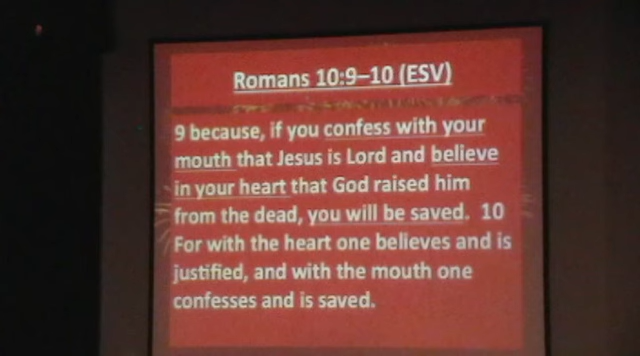 Romans 10:9–10 (ESV)
9 because, if you confess with your
mouth that Jesus is Lord and believe
in your heart that God raised him
from the dead, you will be saved. 10
For with the heart one believes and is
justified, and with the mouth one
confesses and is saved.